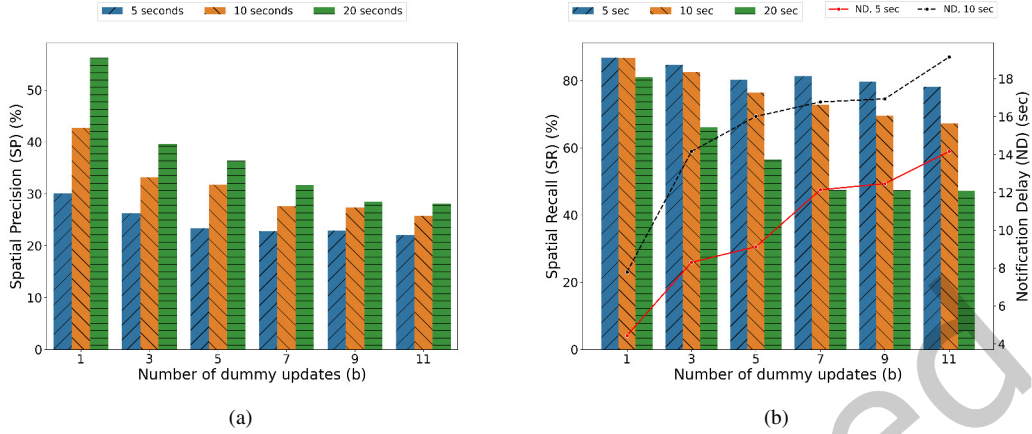 5 seconds 10 seconds 20 seconds
Spatial Precision (SP) (%)
50
40
30
20
10
0
1 3 5 7 9 11
Number of dummy updates (b)
(a)
5 sec 10 sec 20 sec ND, 5 sec ND, 10 sec
Spatial Recall (SR) (%)
80
60
40
20
0
1 3 5 7 9 11
Number of dummy updates (b)
18
16
14
12
10
8
6
4
Notification Delay (ND) (sec)
(b)
ed